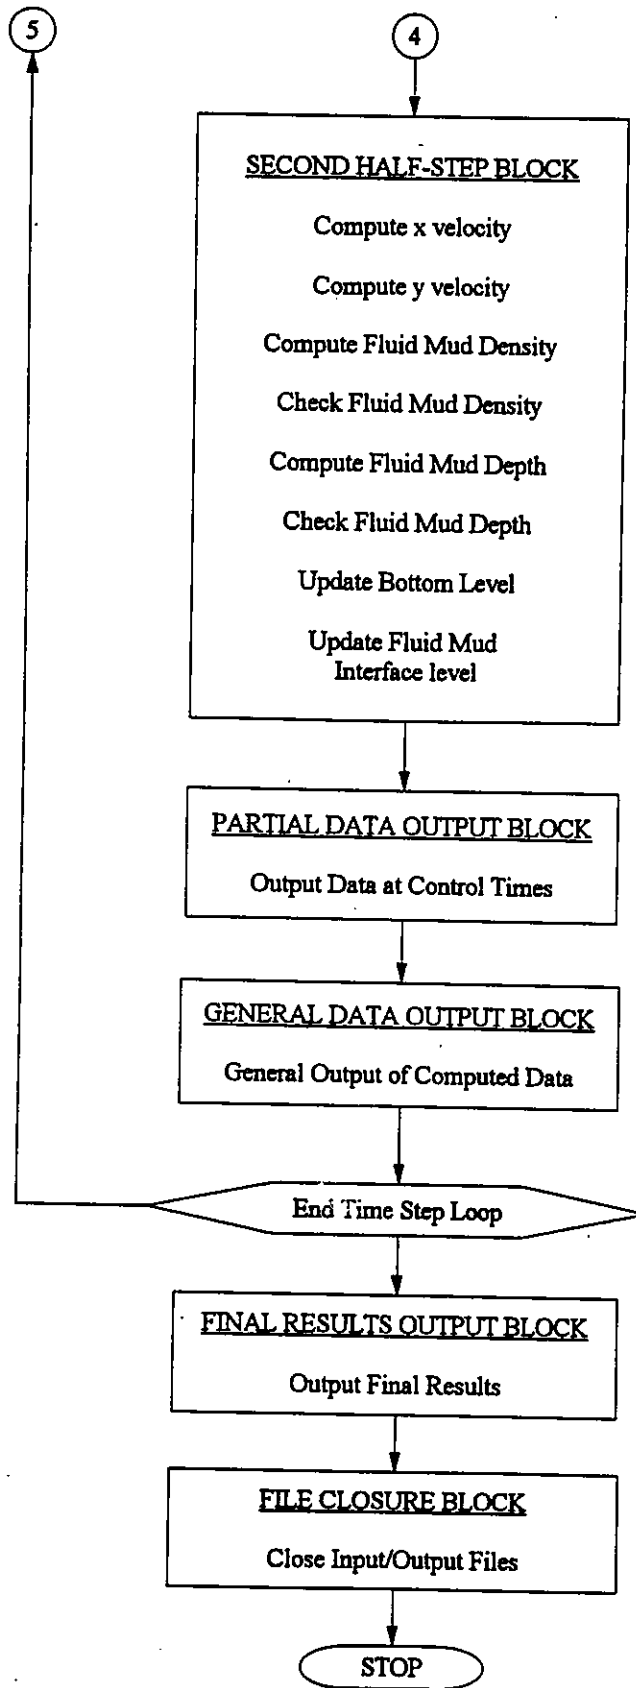 5
4
SECOND HALF-STEP BLOCK
Compute x velocity
Compute y velocity
Compute Fluid Mud Density
Check Fluid Mud Density
Compute Fluid Mud Depth
Check Fluid Mud Depth
Update Bottom Level
Update Fluid Mud
Interface level
PARTIAL DATA OUTPUT BLOCK
Output Data at Control Times
GENERAL DATA OUTPUT BLOCK
General Output of Computed Data
End Time Step Loop
FINAL RESULTS OUTPUT BLOCK
Output Final Results
FILE CLOSURE BLOCK
Close Input/Output Files
STOP